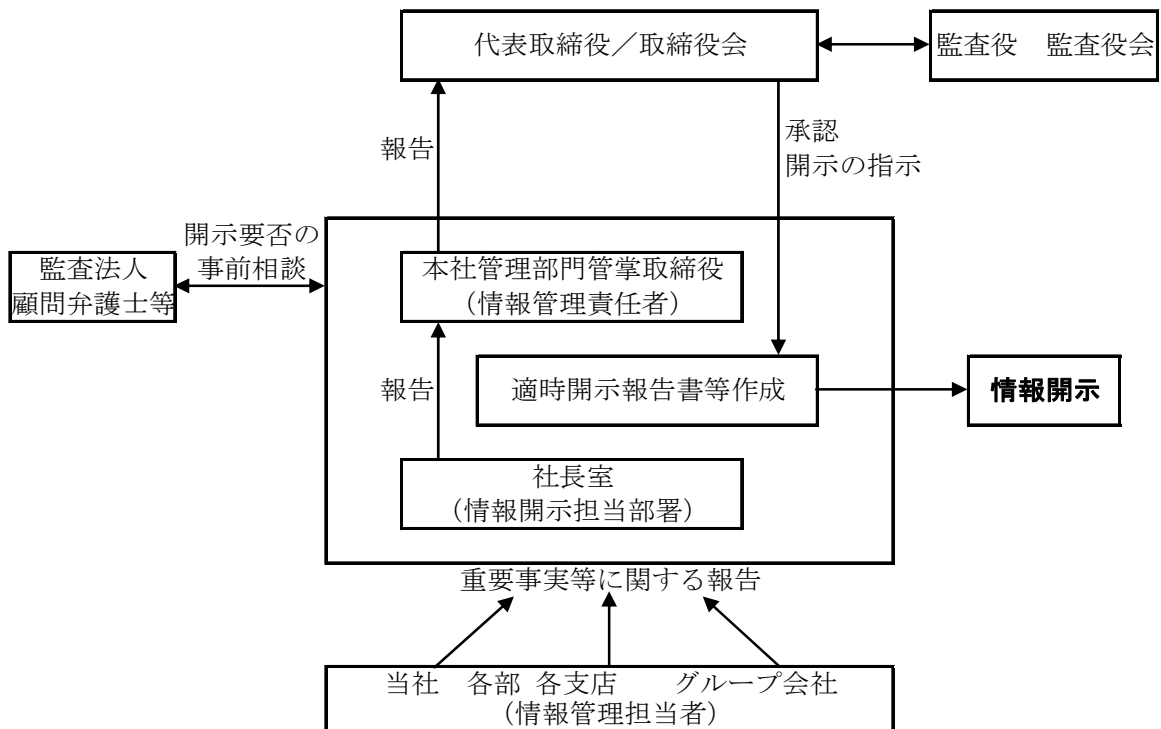 代表取締役／取締役会
監査役　監査役会
報告
承認
開示の指示
開示要否の
事前相談
監査法人
顧問弁護士等
本社管理部門管掌取締役
（情報管理責任者）
報告
適時開示報告書等作成
情報開示
社長室
（情報開示担当部署）
重要事実等に関する報告
当社　各部 各支店　　グループ会社
（情報管理担当者）